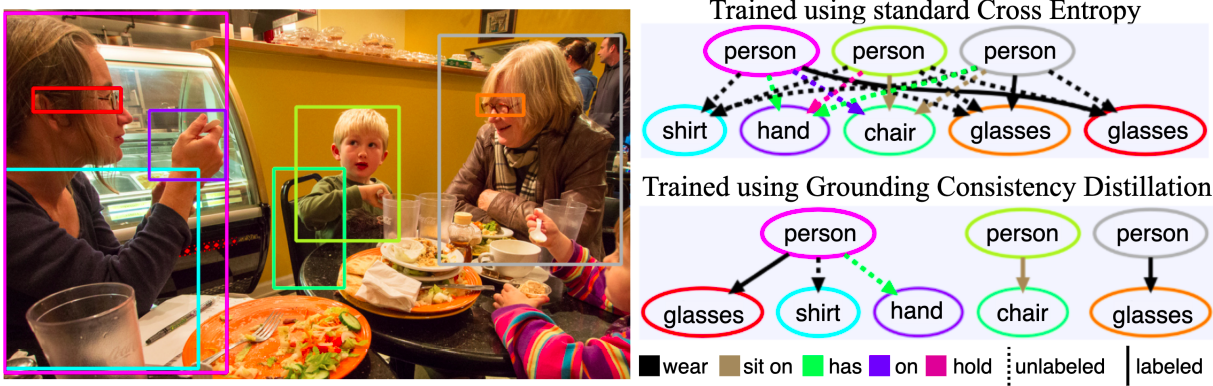 Trained using standard Cross Entropy
person person person
shirt hand chair glasses glasses
Trained using Grounding Consistency Distillation
person person person
glasses shirt hand chair glasses
wear sit on has on hold unlabeled labeled